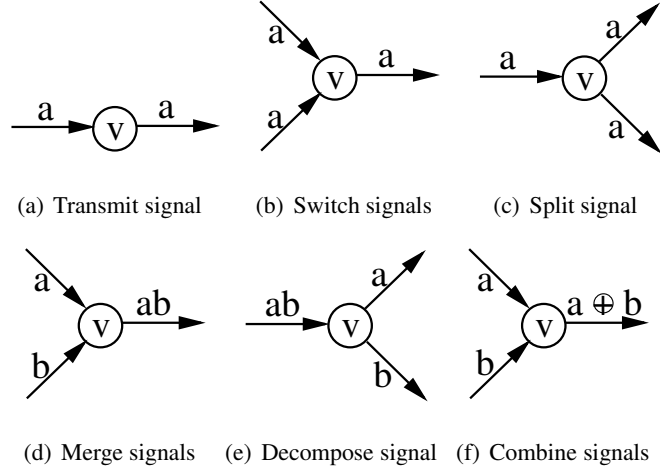 a v a
a a v a
a v a a
(a) Transmit signal (b) Switch signals (c) Split signal
a b v ab
ab v a b
a b v a ⊕ b
(d) Merge signals (e) Decompose signal (f) Combine signals